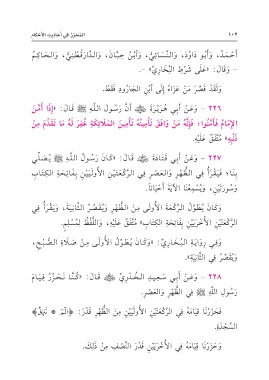 ١٠٢ المُحَرَّر في أحاديث الأحكام
أَحْمَدُ، وَأَبُو دَاوُدَ، وَالنَّسَائِيُّ، وَابْنُ حِبَّانَ، وَالدَّارَقُطْنِيُّ، وَالحَاكِمُ
- وَقَالَ: «عَلَى شَرْطِ البُخَارِيِّ» -.
وَقَدْ قَصَّرَ مَنْ عَزَاهُ إِلَى ابْنِ الجَارُودِ فَقَطْ.
٢٢٦ - وَعَنْ أَبِي هُرَيْرَةَ ﷺ أَنَّ رَسُولَ اللَّهِ ﷺ قَالَ: «إِذَا أَمَّنَ
الإِمَامُ فَأَمِّنُوا؛ فَإِنَّهُ مَنْ وَافَقَ تَأْمِينُهُ تَأْمِينَ المَلَائِكَةِ غُفِرَ لَهُ مَا تَقَدَّمَ مِنْ
ذَنْبِهِ» مُتَّفَقٌ عَلَيْهِ.
٢٢٧ - وَعَنْ أَبِي قَتَادَةَ ﷺ قَالَ: «كَانَ رَسُولُ اللَّهِ ﷺ يُصَلِّي
بِنَا؛ فَيَقْرَأُ فِي الظُّهْرِ وَالعَصْرِ فِي الرَّكْعَتَيْنِ الأُولَيَيْنِ بِفَاتِحَةِ الكِتَابِ
وَسُورَتَيْنِ، وَيُسْمِعُنَا الآيَةَ أَحْيَاناً.
وَكَانَ يُطَوِّلُ الرَّكْعَةَ الأُولَى مِنَ الظُّهْرِ وَيُقَصِّرُ الثَّانِيَةَ، وَيَقْرَأُ فِي
الرَّكْعَتَيْنِ الأُخْرَيَيْنِ بِفَاتِحَةِ الكِتَابِ» مُتَّفَقٌ عَلَيْهِ، وَاللَّفْظُ لِمُسْلِمٍ.
وَفِي رِوَايَةِ البُخَارِيِّ: «وَكَانَ يُطَوِّلُ الأُولَى مِنْ صَلَاةِ الصُّبْحِ،
وَيُقَصِّرُ فِي الثَّانِيَةِ».
٢٢٨ - وَعَنْ أَبِي سَعِيدٍ الخُدْرِيِّ ﷺ قَالَ: «كُنَّا نَحْزُرُ قِيَامَ
رَسُولِ اللَّهِ ﷺ فِي الظُّهْرِ وَالعَصْرِ.
فَحَزَرْنَا قِيَامَهُ فِي الرَّكْعَتَيْنِ الأُولَيَيْنِ مِنَ الظُّهْرِ قَدْرَ: ﴿الٓمٓ * تَنزِيلُ﴾
السَّجْدَةِ.
وَحَزَرْنَا قِيَامَهُ فِي الأُخْرَيَيْنِ قَدْرَ النِّصْفِ مِنْ ذَلِكَ.